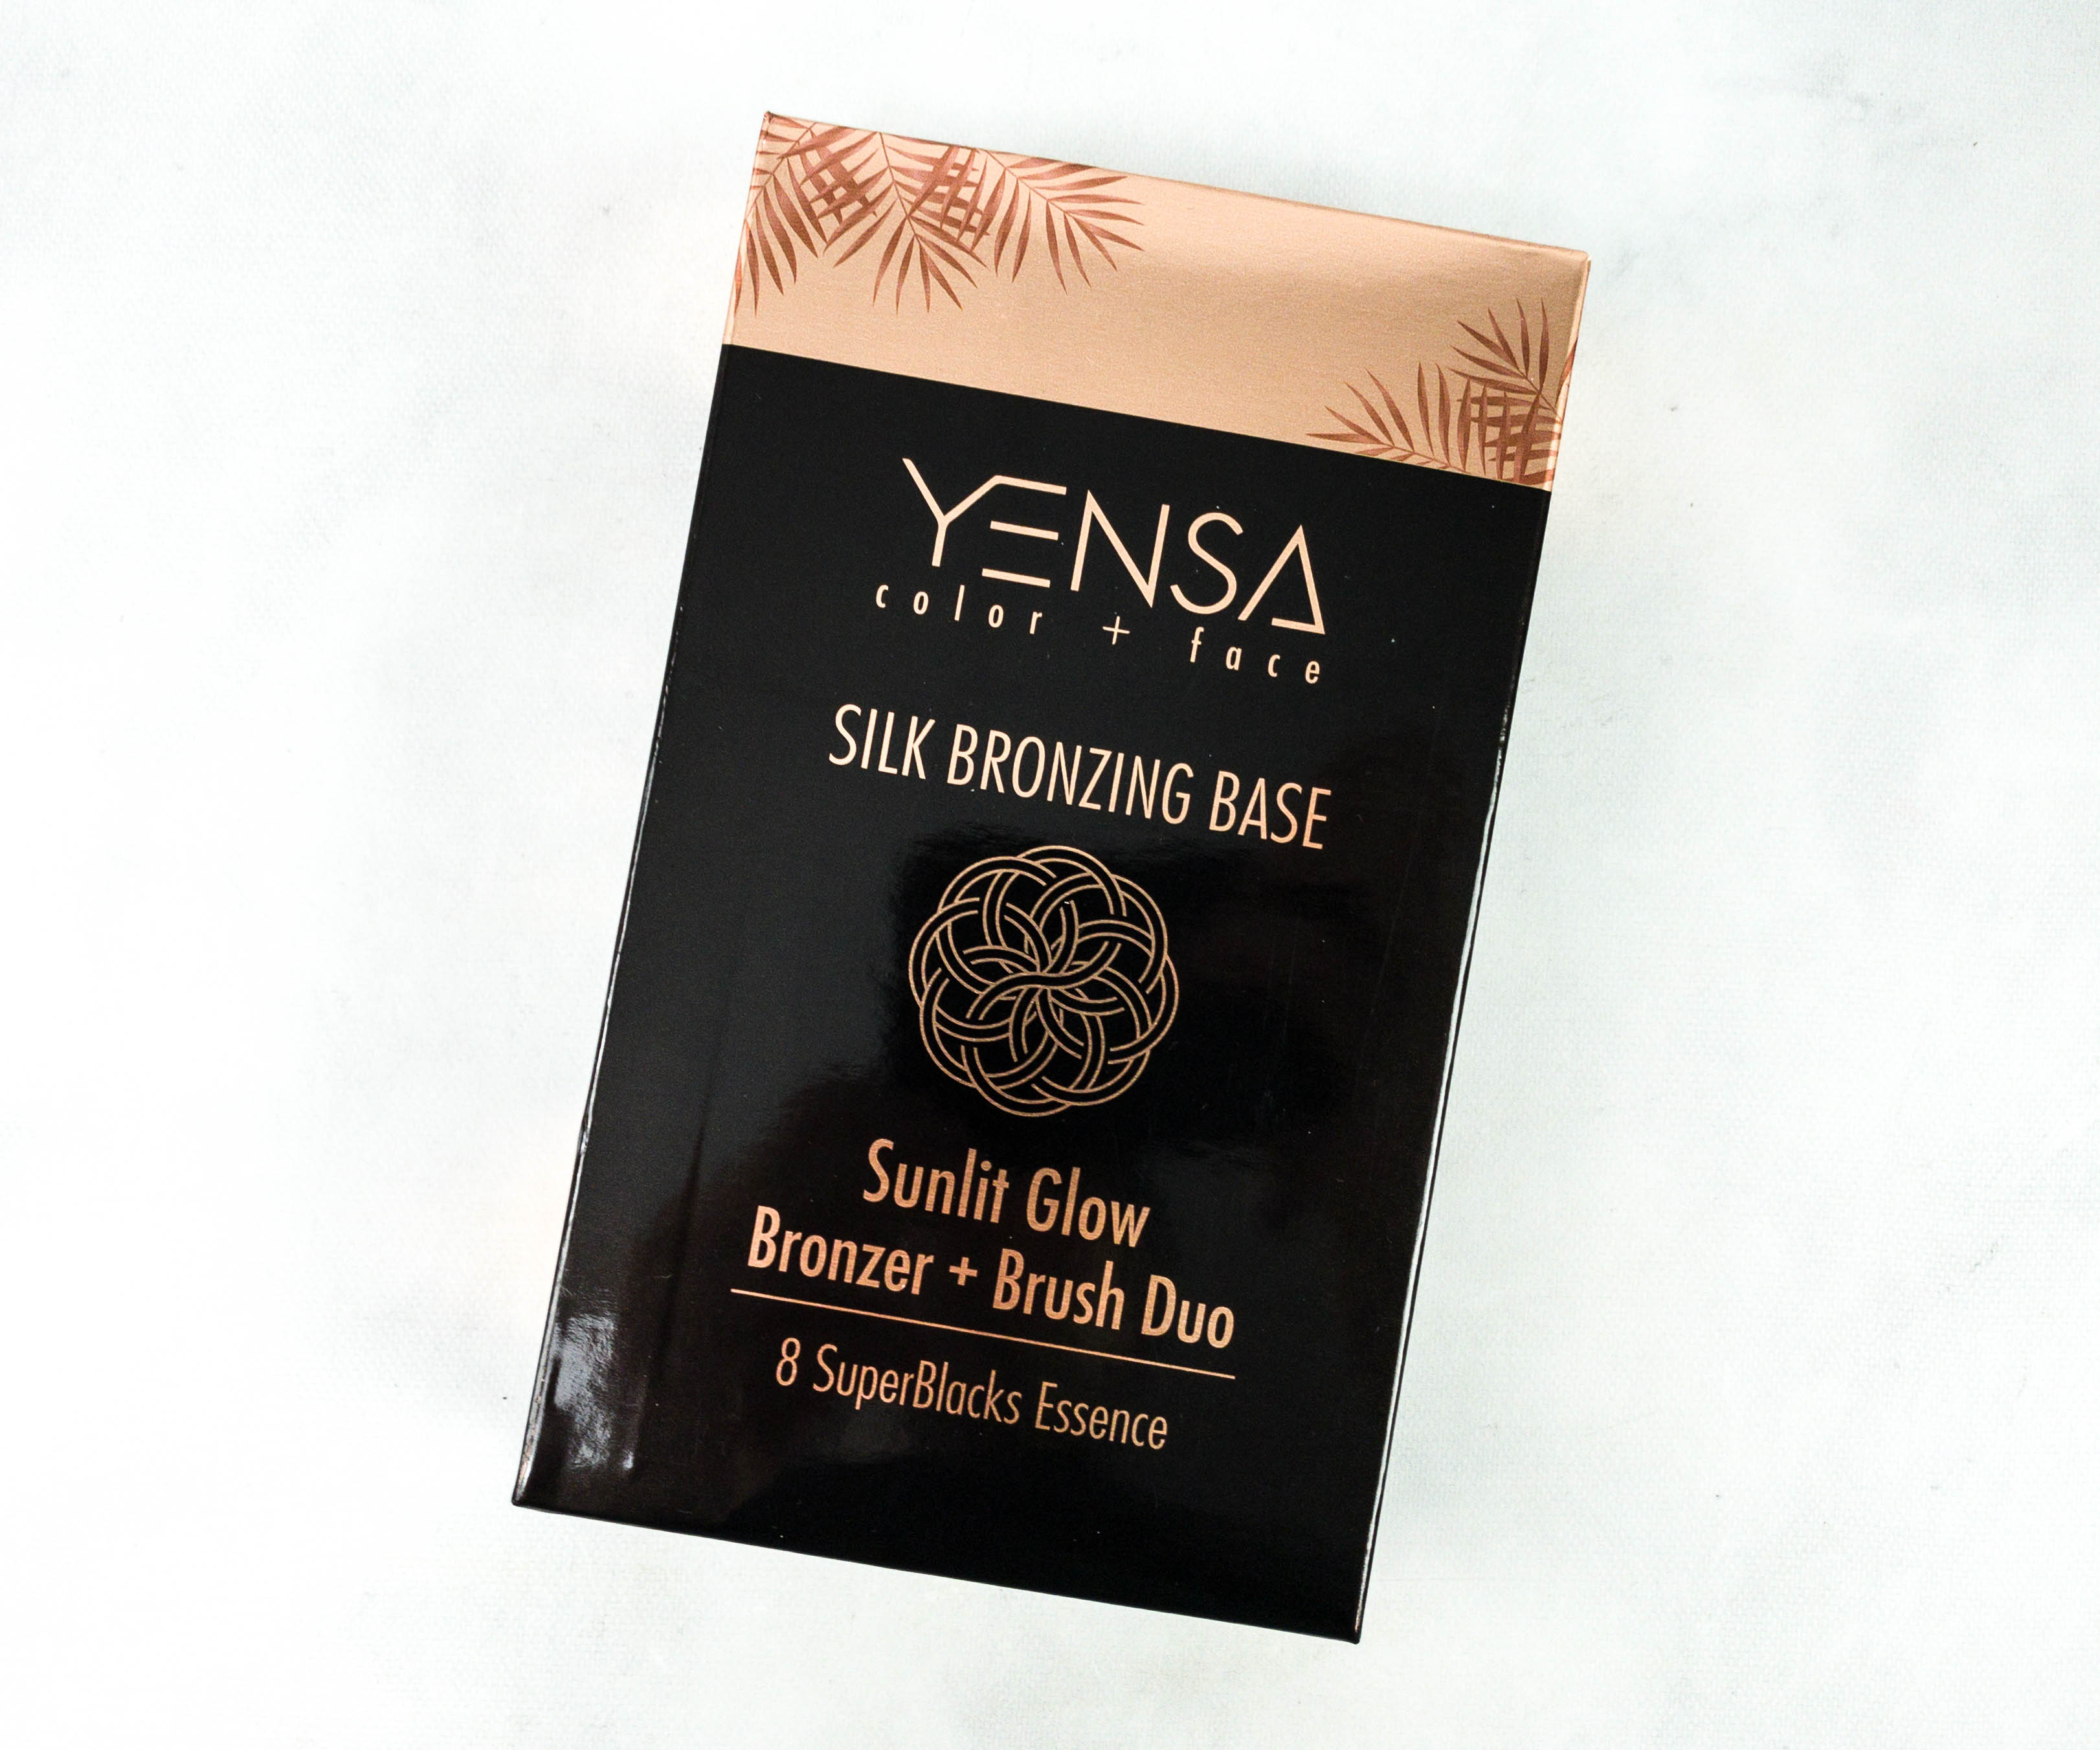 YENSA
color + face
SILK BRONZING BASE
Sunlit Glow
Bronzer + Brush Duo
8 SuperBlacks Essence